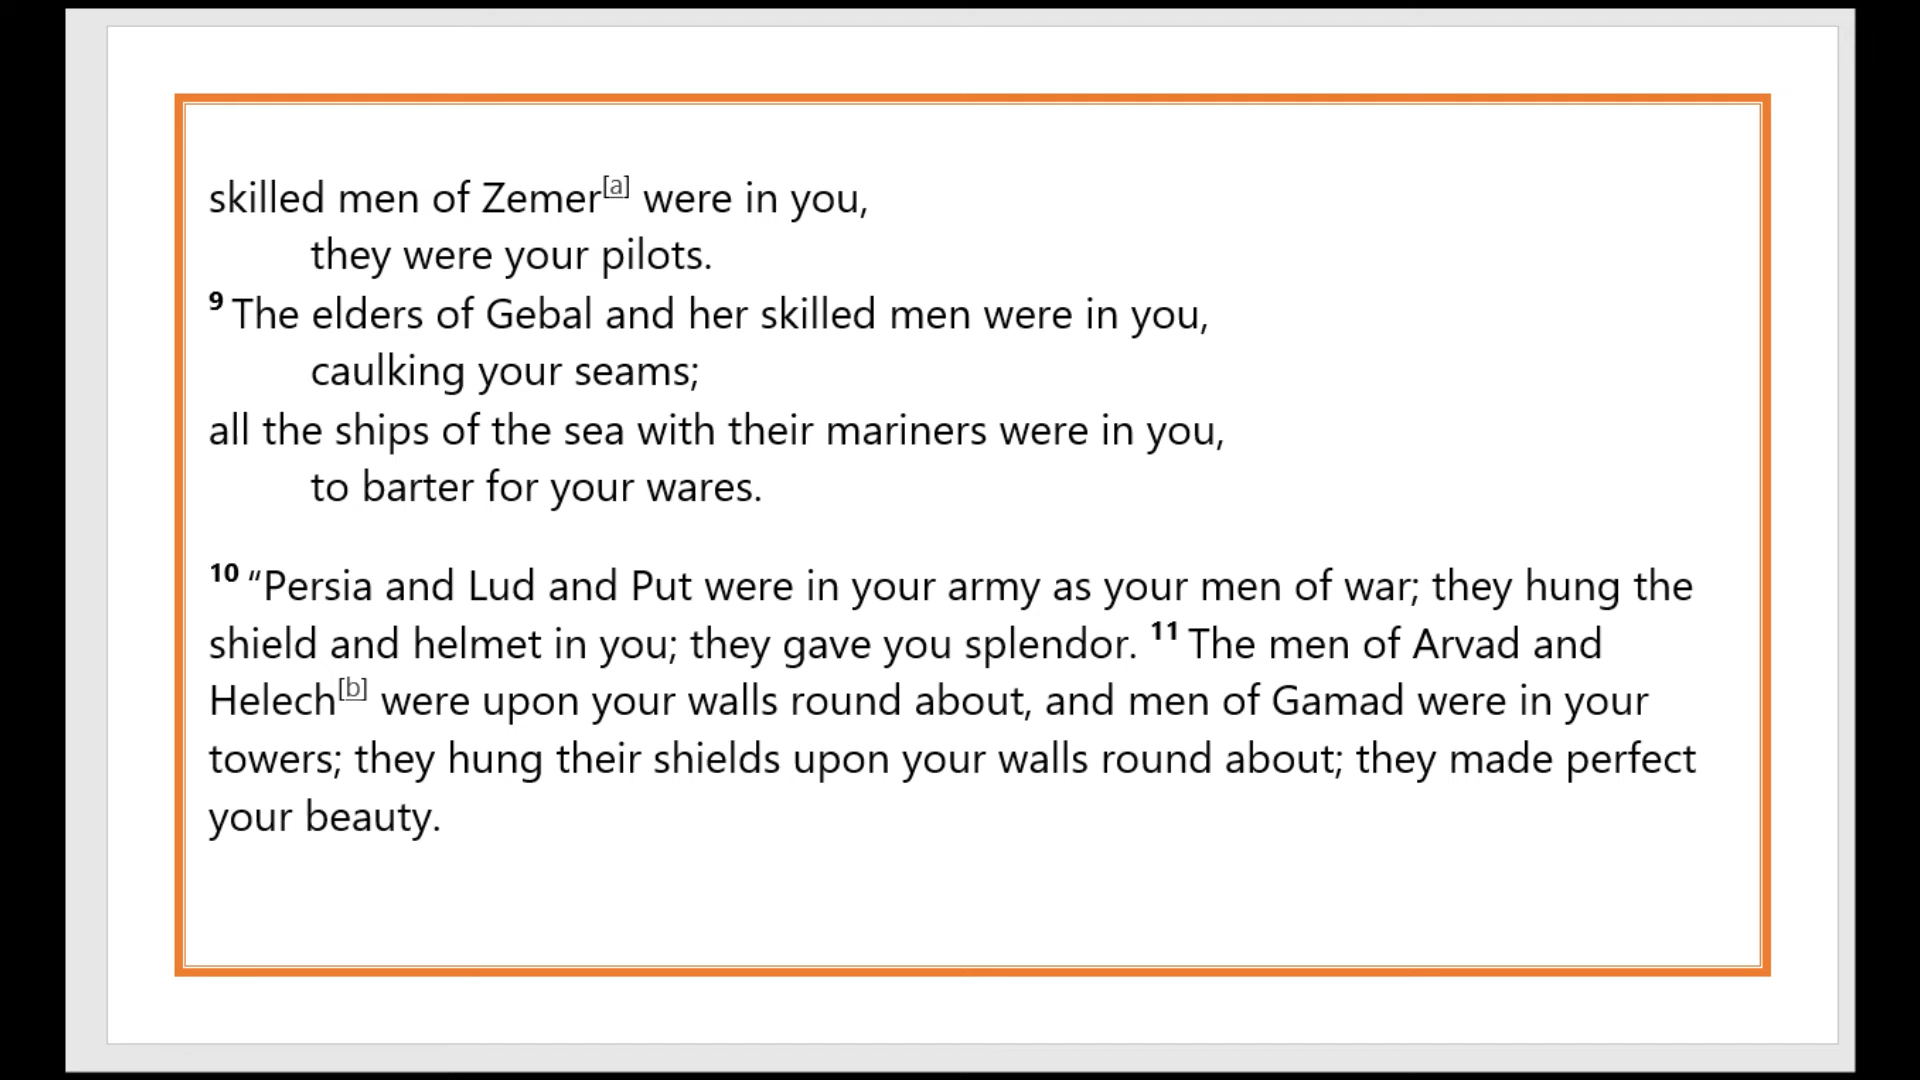 skilled men of Zemer[a] were in you,
they were your pilots.
9 The elders of Gebal and her skilled men were in you,
caulking your seams;
all the ships of the sea with their mariners were in you,
to barter for your wares.
10 “Persia and Lud and Put were in your army as your men of war; they hung the
shield and helmet in you; they gave you splendor. 11 The men of Arvad and
Helech[b] were upon your walls round about, and men of Gamad were in your
towers; they hung their shields upon your walls round about; they made perfect
your beauty.